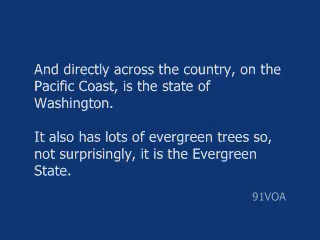 And directly across the country, on the
Pacific Coast, is the state of
Washington.
It also has lots of evergreen trees so,
not surprisingly, it is the Evergreen
State.
91VOA